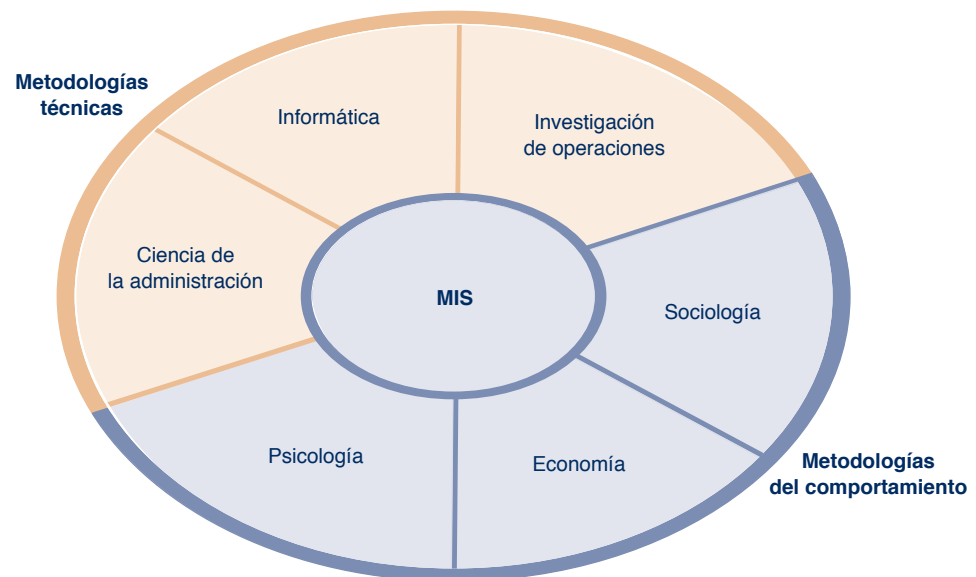 Metodologías
técnicas
Informática
Investigación
de operaciones
Ciencia de
la administración
MIS
Sociología
Psicología
Economía
Metodologías
del comportamiento